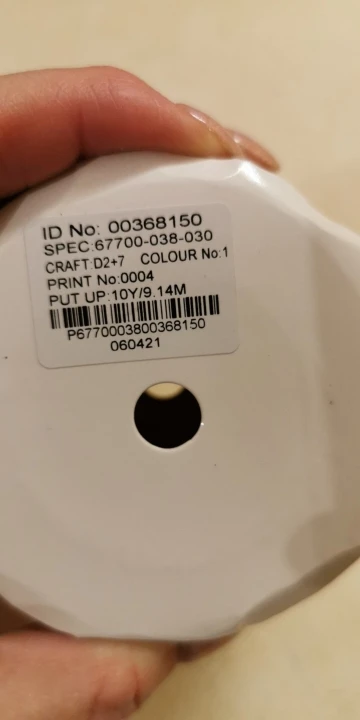 ID No: 00368150
SPEC:67700-038-030
CRAFT:D2+7 COLOUR No:1
PRINT No:0004
PUT UP:10Y/9.14M
P6770003800368150
060421